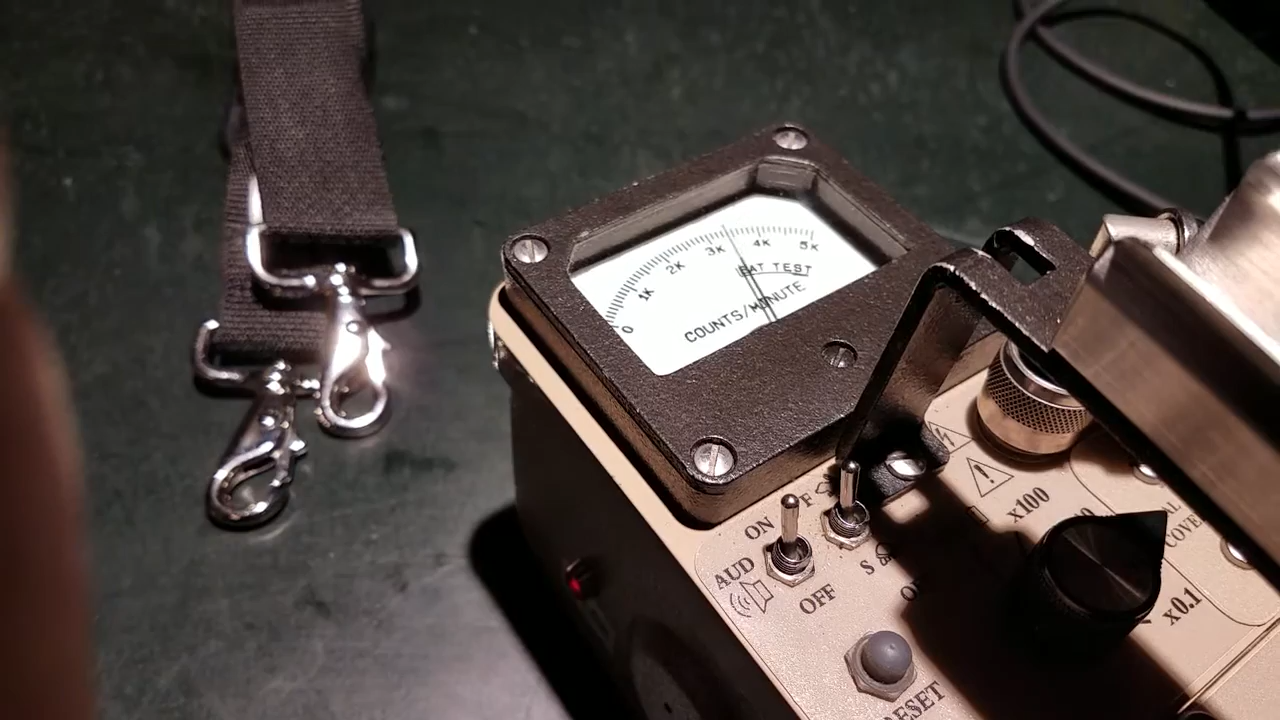 0 1K 2K 3K 4K 5K
BAT TEST
COUNTS/MINUTE
ON
AUD
OFF
F
S
x100
x0.1
RESET